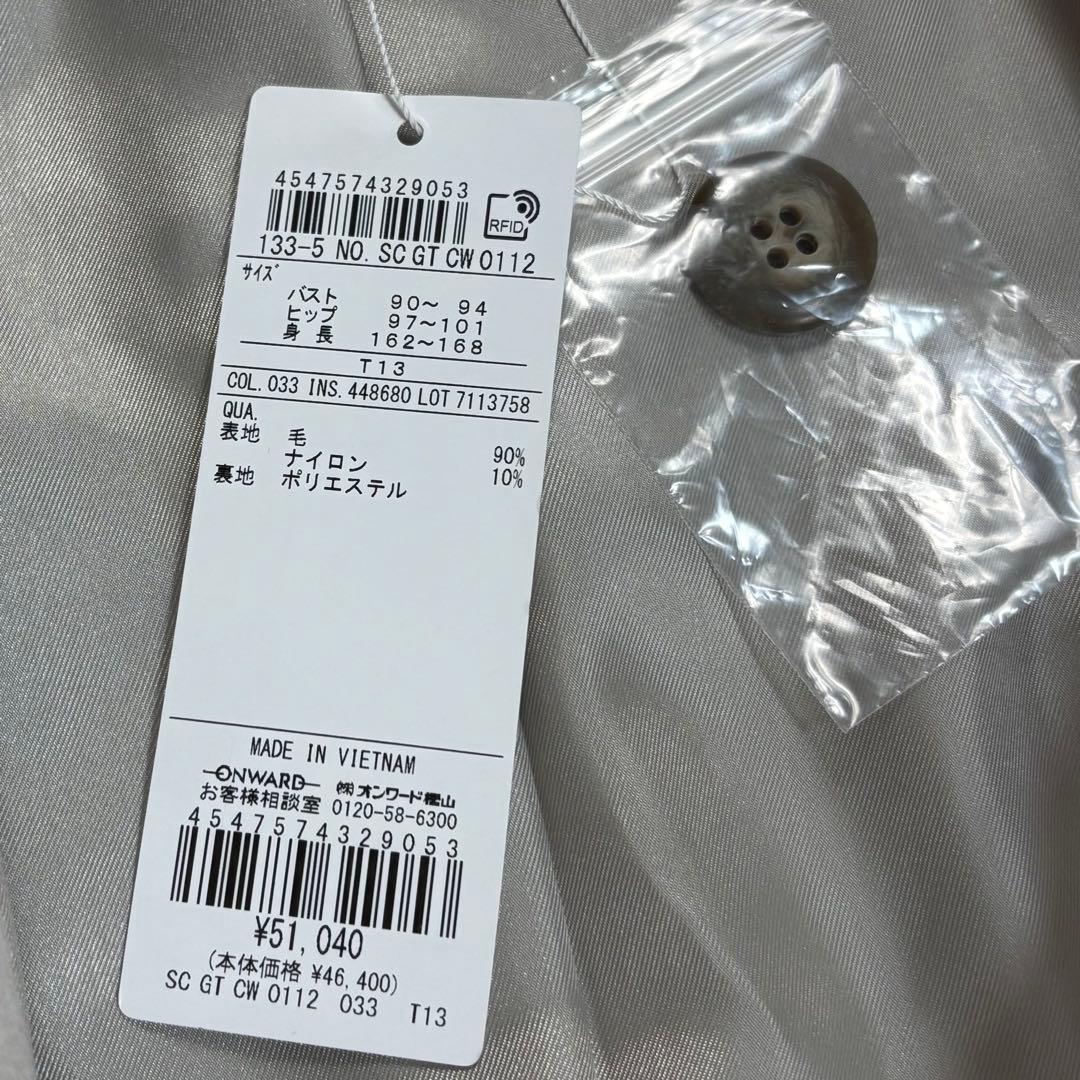 4547574329053
RFID
133-5 NO. SC GT CW 0112
サイズ
バスト 90～ 94
ヒップ 97～101
身長 162～168
T13
COL. 033 INS. 448680 LOT 7113758
QUA.
表地 毛 90%
ナイロン 10%
裏地 ポリエステル
MADE IN VIETNAM
ONWARD ㈱オンワード樫山
お客様相談室 0120-58-6300
4547574329053
¥51,040
(本体価格 ¥46,400)
SC GT CW 0112 033 T13